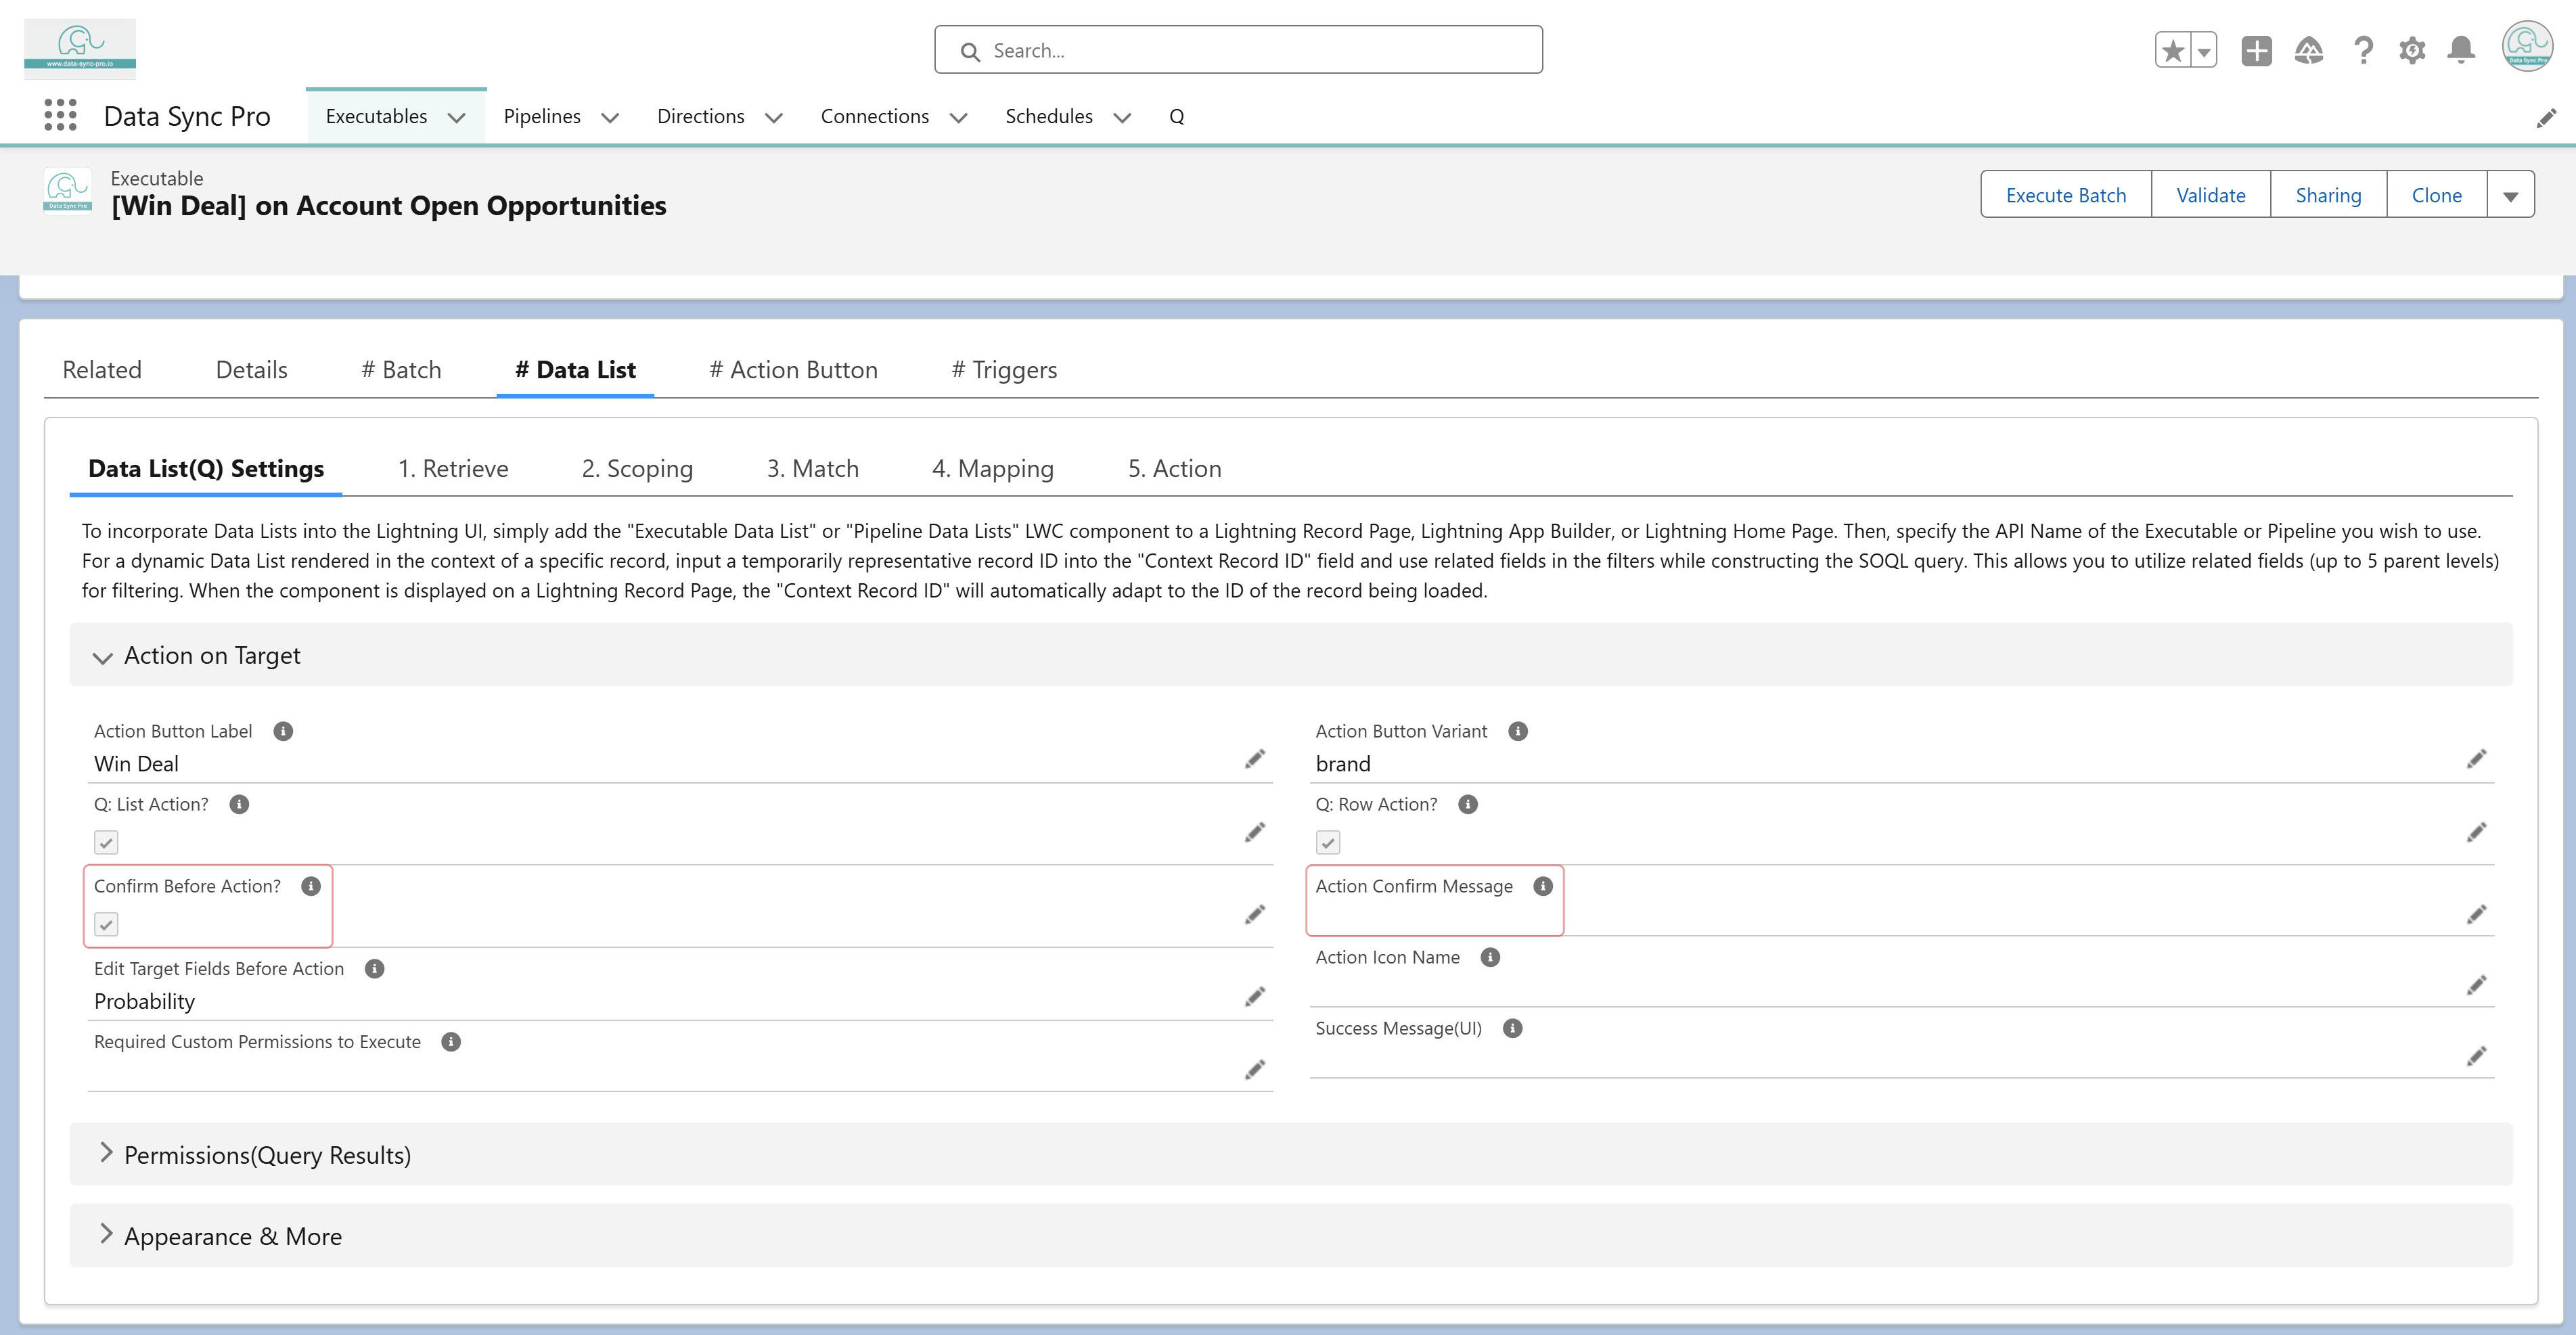 www.data-sync-pro.io
Search...
Data Sync Pro
Data Sync Pro
Executables
Pipelines
Directions
Connections
Schedules
Q
Data Sync Pro
Executable
[Win Deal] on Account Open Opportunities
Execute Batch
Validate
Sharing
Clone
Related
Details
# Batch
# Data List
# Action Button
# Triggers
Data List(Q) Settings
1. Retrieve
2. Scoping
3. Match
4. Mapping
5. Action
To incorporate Data Lists into the Lightning UI, simply add the "Executable Data List" or "Pipeline Data Lists" LWC component to a Lightning Record Page, Lightning App Builder, or Lightning Home Page. Then, specify the API Name of the Executable or Pipeline you wish to use.
For a dynamic Data List rendered in the context of a specific record, input a temporarily representative record ID into the "Context Record ID" field and use related fields in the filters while constructing the SOQL query. This allows you to utilize related fields (up to 5 parent levels)
for filtering. When the component is displayed on a Lightning Record Page, the "Context Record ID" will automatically adapt to the ID of the record being loaded.
Action on Target
Action Button Label
Win Deal
Action Button Variant
brand
Q: List Action?
Q: Row Action?
Confirm Before Action?
Action Confirm Message
Edit Target Fields Before Action
Probability
Action Icon Name
Required Custom Permissions to Execute
Success Message(UI)
Permissions(Query Results)
Appearance & More